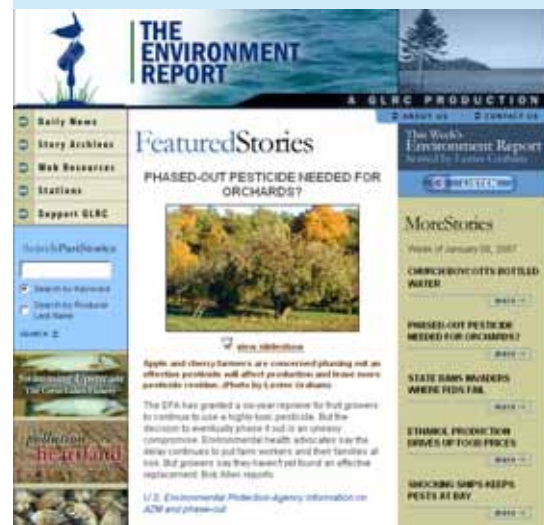 THE
ENVIRONMENT
REPORT
A GLRC PRODUCTION
ABOUT US
CONTACT US
Daily News
Story Archives
Web Resources
Stations
Support GLRC
SearchPastStories
Search by Keyword
Search by Producer
Last Name
SEARCH
Swimming Upstream
The Great Lakes Fishery
pollution
heartland
FeaturedStories
PHASED-OUT PESTICIDE NEEDED FOR
ORCHARDS?
view slideshow
Apple and cherry farmers are concerned phasing out an
effective pesticide will affect production and leave more
pesticide residue. (Photo by Lester Graham)
The EPA has granted a six-year reprieve for fruit growers
to continue to use a highly toxic pesticide. But the
decision to eventually phase it out is an uneasy
compromise. Environmental health advocates say the
delay continues to put farm workers and their families at
risk. But growers say they haven't yet found an effective
replacement. Bob Allen reports:
U.S. Environmental Protection Agency information on
AZM and phase-out
This Week's
Environment Report
hosted by Lester Graham
LISTEN
MoreStories
Week of January 08, 2007
CHURCH BOYCOTTS BOTTLED
WATER
more
PHASED-OUT PESTICIDE
NEEDED FOR ORCHARDS?
more
STATE BANS INVADERS
WHERE FEDS FAIL
more
ETHANOL PRODUCTION
DRIVES UP FOOD PRICES
more
SHOCKING SHIPS KEEPS
PESTS AT BAY
more